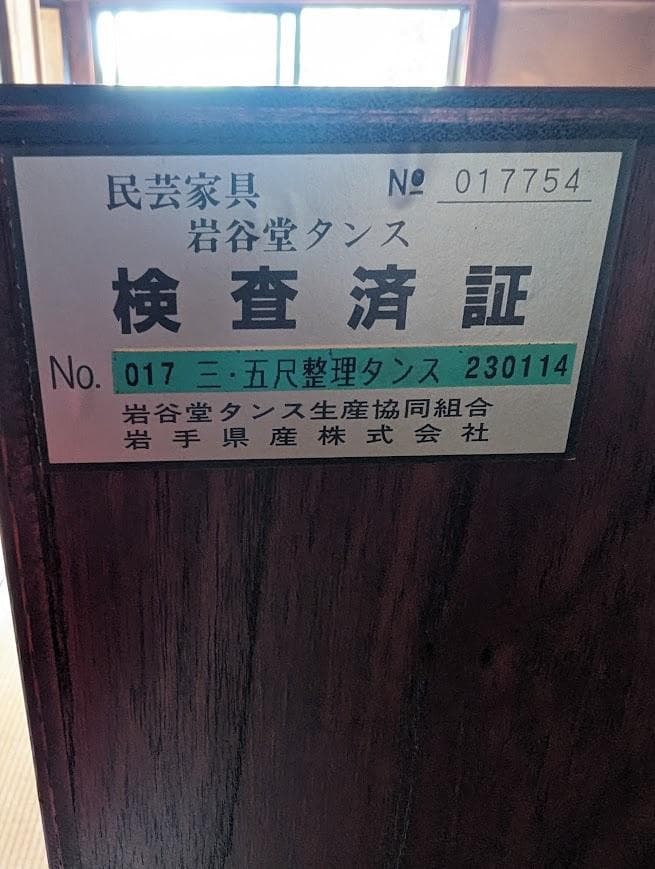 民芸家具 No 017754
岩谷堂タンス
検査済証
No. 017 三・五尺整理タンス 230114
岩谷堂タンス生産協同組合
岩手県産株式会社